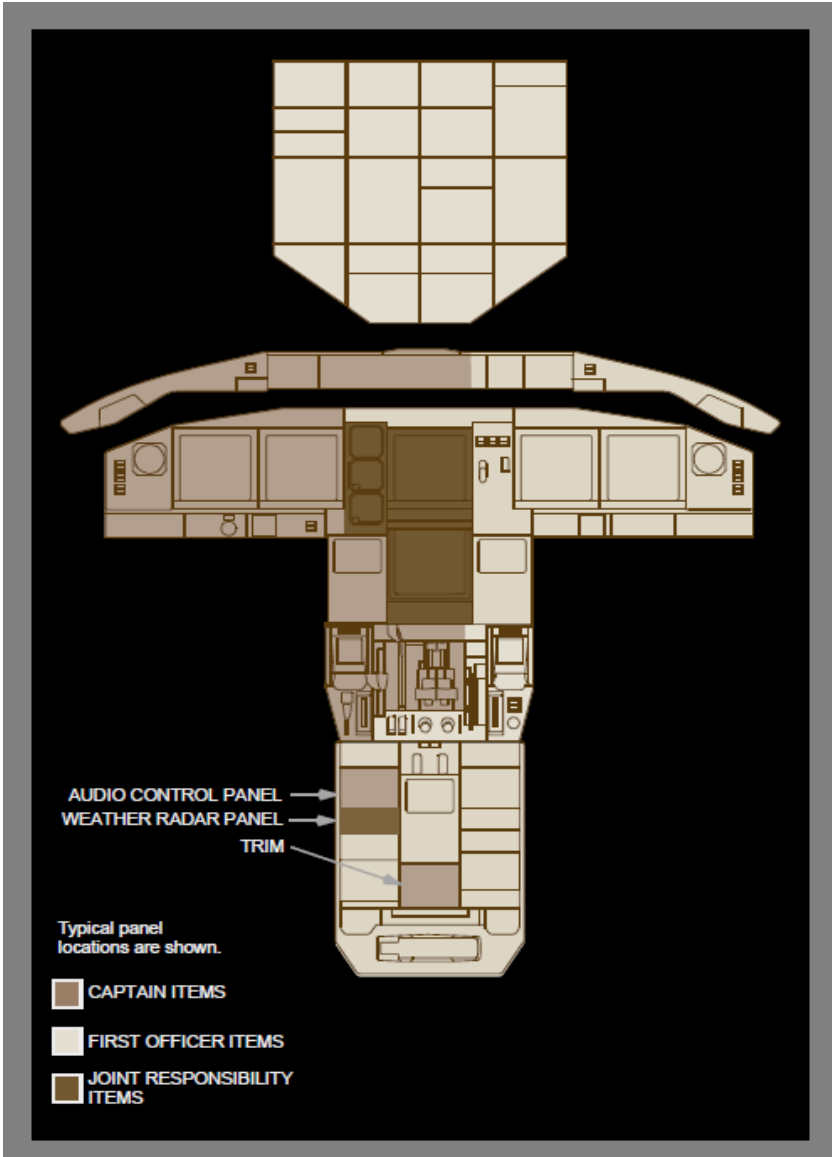 AUDIO CONTROL PANEL
WEATHER RADAR PANEL
TRIM
Typical panel
locations are shown.
CAPTAIN ITEMS
FIRST OFFICER ITEMS
JOINT RESPONSIBILITY
ITEMS